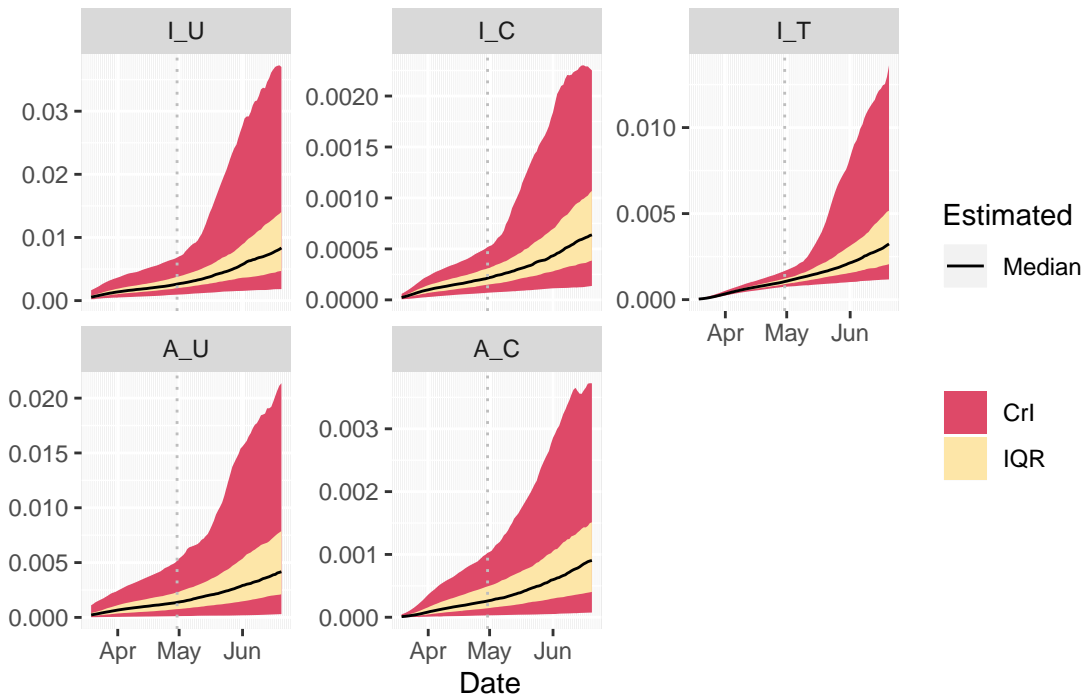 I_U
I_C
I_T
0.03
0.02
0.01
0.00
0.0020
0.0015
0.0010
0.0005
0.0000
0.010
0.005
0.000
Apr May Jun
Estimated
Median
CrI
IQR
A_U
A_C
0.020
0.015
0.010
0.005
0.000
0.003
0.002
0.001
0.000
Apr May Jun
Apr May Jun
Date